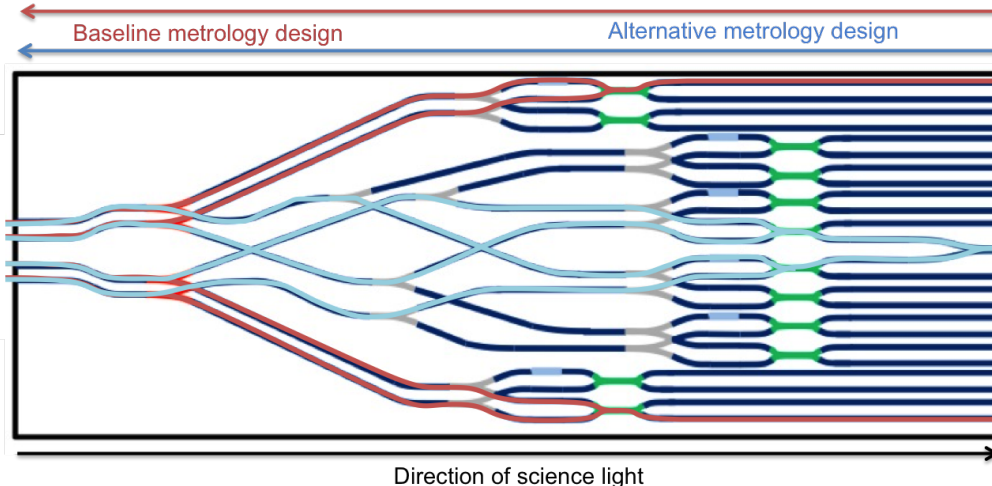 Baseline metrology design
Alternative metrology design
Direction of science light